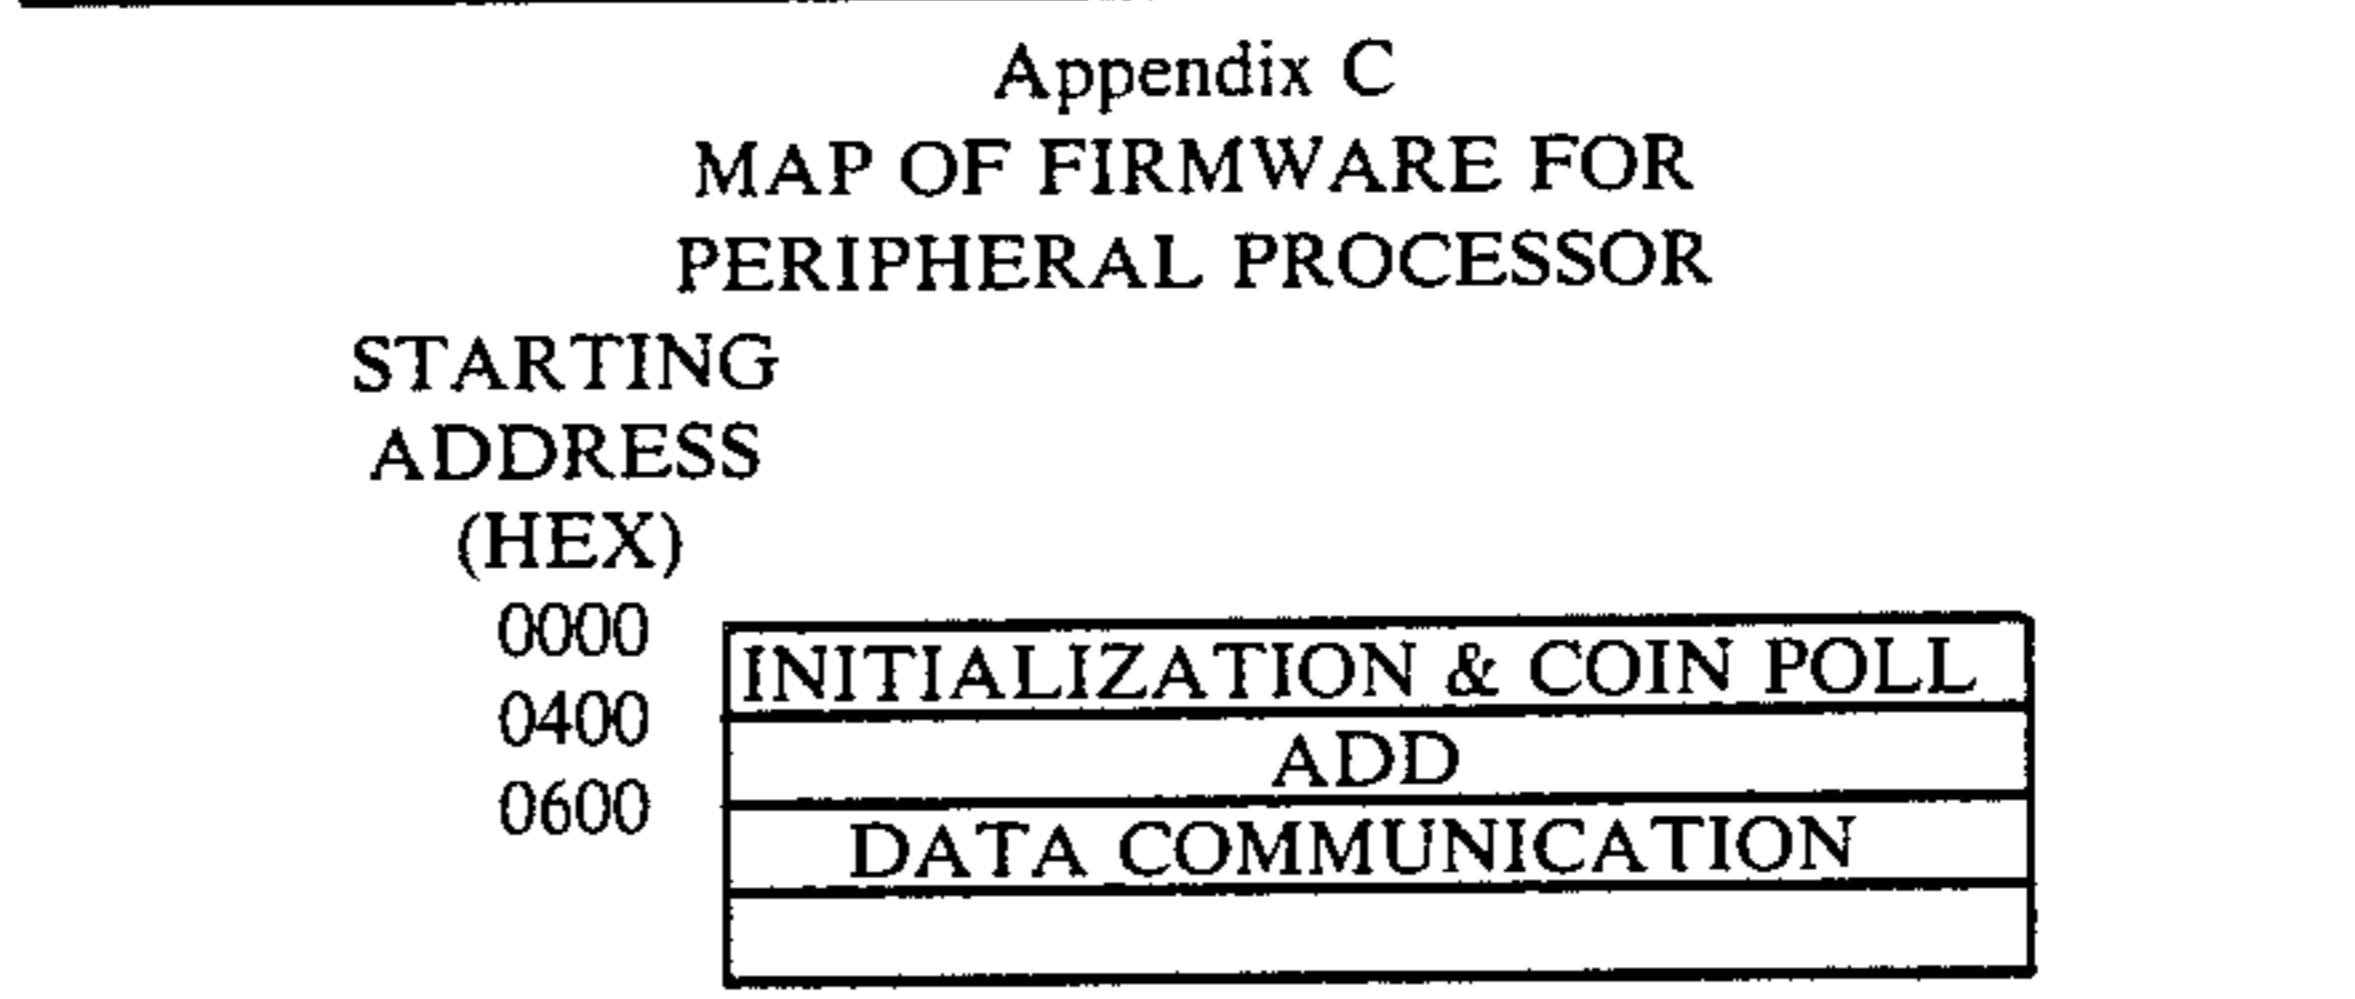 Appendix C
MAP OF FIRMWARE FOR
PERIPHERAL PROCESSOR
STARTING
ADDRESS
(HEX)
0000
INITIALIZATION & COIN POLL
0400
ADD
0600
DATA COMMUNICATION